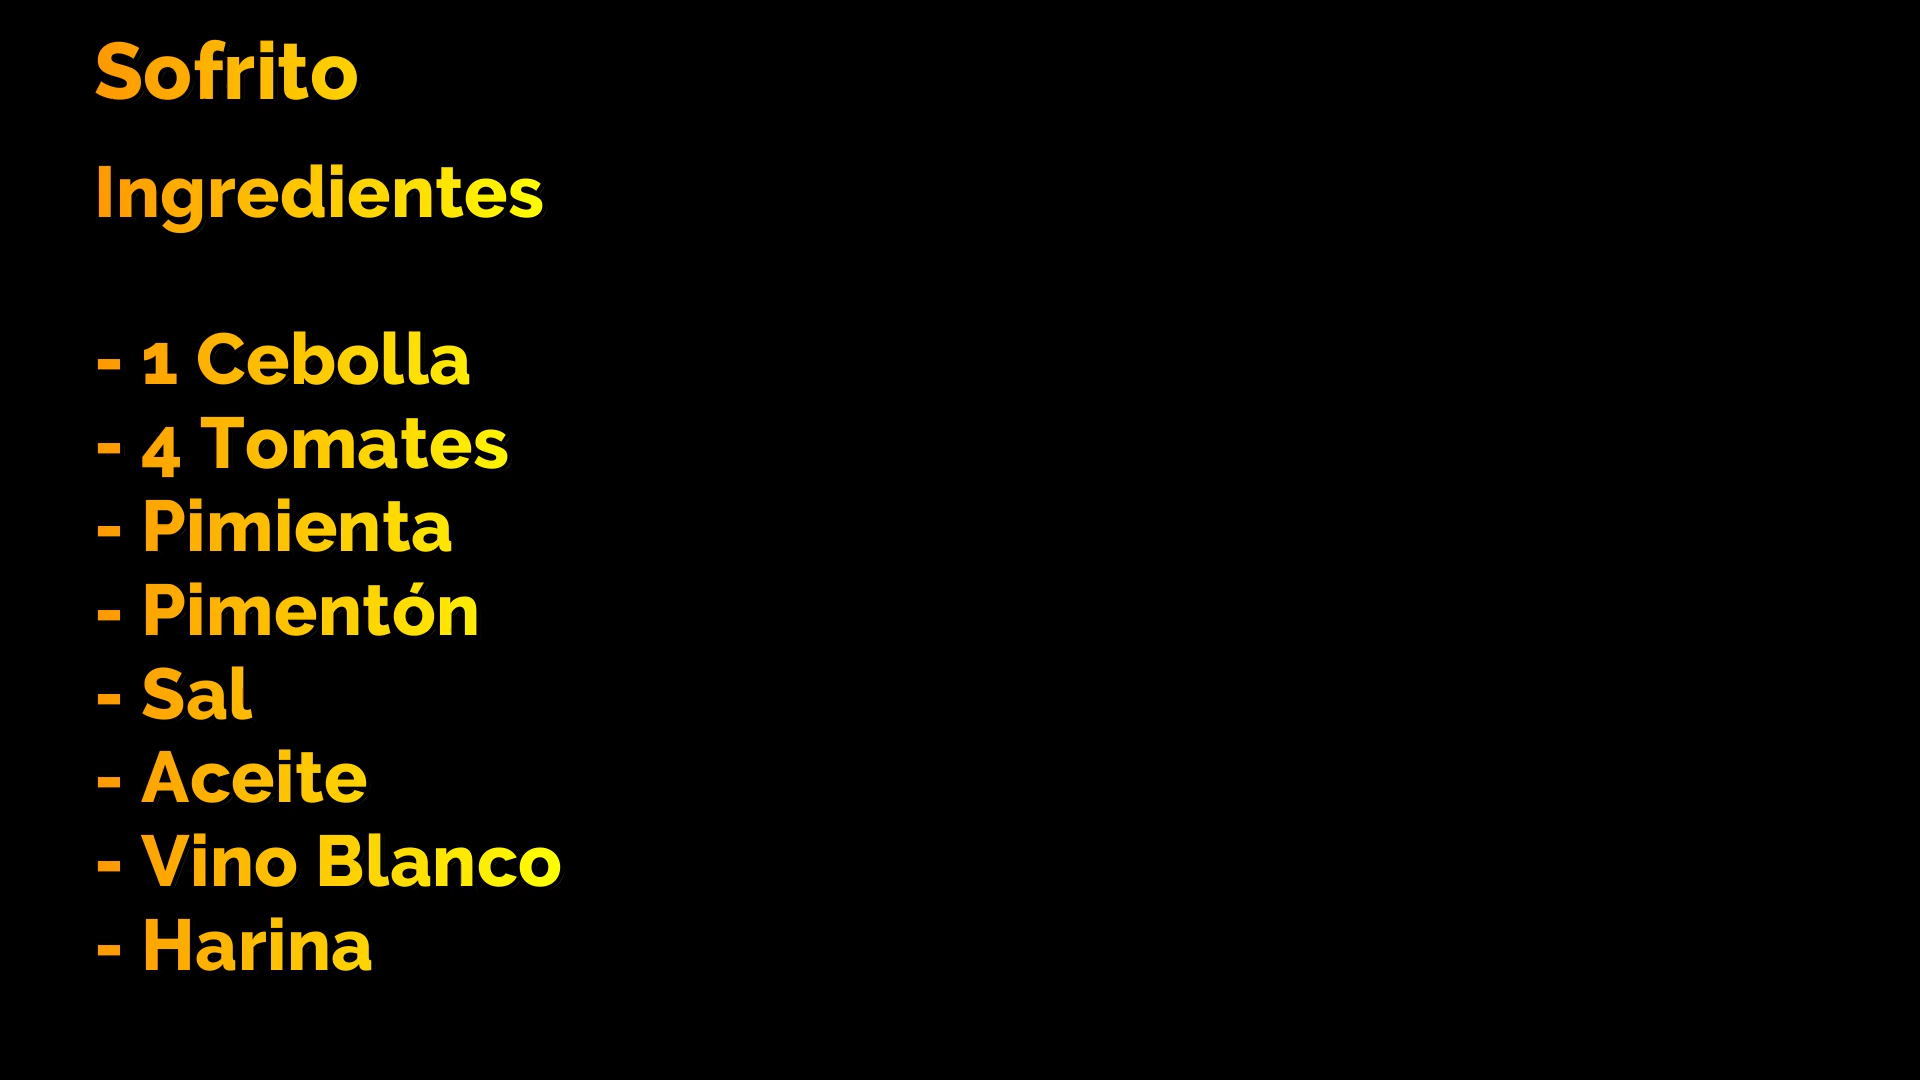 Sofrito
Ingredientes
- 1 Cebolla
- 4 Tomates
- Pimienta
- Pimentón
- Sal
- Aceite
- Vino Blanco
- Harina